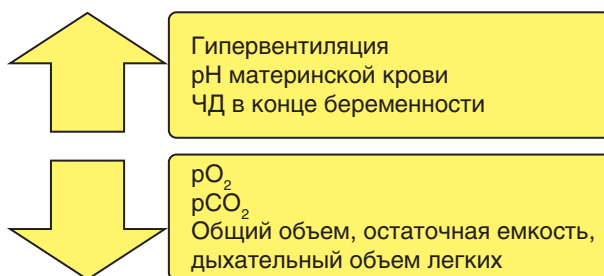 Гипервентиляция
pH материнской крови
ЧД в конце беременности
pO₂
pCO₂
Общий объем, остаточная емкость,
дыхательный объем легких